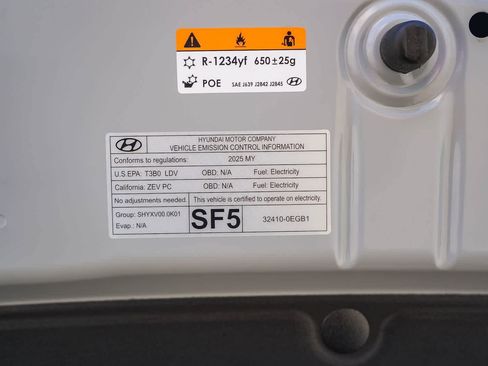 R-1234yf 650±25g
POE SAE J639 J2842 J2845
HYUNDAI MOTOR COMPANY
VEHICLE EMISSION CONTROL INFORMATION
Conforms to regulations: 2025 MY
U.S.EPA: T3B0 LDV OBD: N/A Fuel: Electricity
California: ZEV PC OBD: N/A Fuel: Electricity
No adjustments needed. This vehicle is certified to operate on Electricity
Group: SHYXV00.0K01
Evap.: N/A
SF5
32410-0EGB1